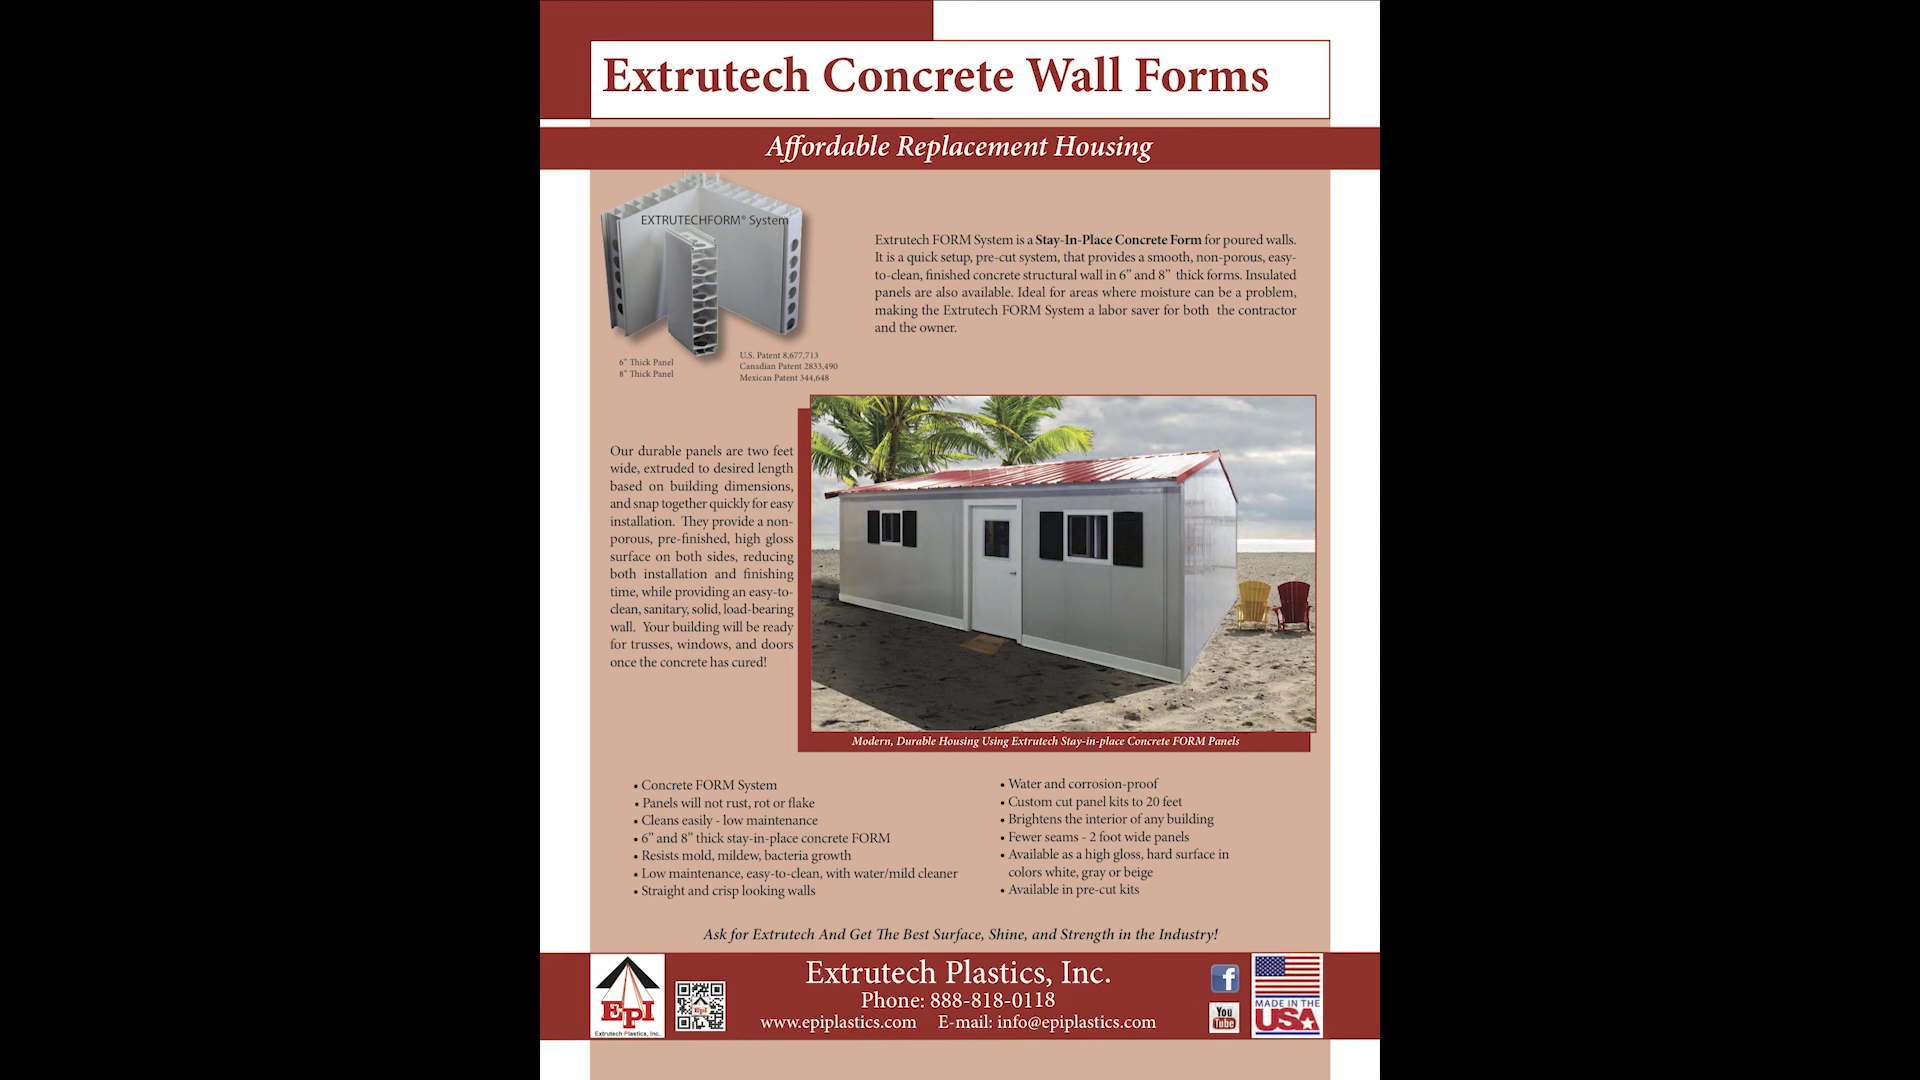 Extrutech Concrete Wall Forms
Affordable Replacement Housing
EXTRUTECHFORM® System
6" Thick Panel
8" Thick Panel
U.S. Patent 8,677,713
Canadian Patent 2833,490
Mexican Patent 344,648
Extrutech FORM System is a Stay-In-Place Concrete Form for poured walls.
It is a quick setup, pre-cut system, that provides a smooth, non-porous, easy-
to-clean, finished concrete structural wall in 6" and 8" thick forms. Insulated
panels are also available. Ideal for areas where moisture can be a problem,
making the Extrutech FORM System a labor saver for both the contractor
and the owner.
Our durable panels are two feet
wide, extruded to desired length
based on building dimensions,
and snap together quickly for easy
installation. They provide a non-
porous, pre-finished, high gloss
surface on both sides, reducing
both installation and finishing
time, while providing an easy-to-
clean, sanitary, solid, load-bearing
wall. Your building will be ready
for trusses, windows, and doors
once the concrete has cured!
Modern, Durable Housing Using Extrutech Stay-in-place Concrete FORM Panels
• Concrete FORM System
• Panels will not rust, rot or flake
• Cleans easily - low maintenance
• 6" and 8" thick stay-in-place concrete FORM
• Resists mold, mildew, bacteria growth
• Low maintenance, easy-to-clean, with water/mild cleaner
• Straight and crisp looking walls
• Water and corrosion-proof
• Custom cut panel kits to 20 feet
• Brightens the interior of any building
• Fewer seams - 2 foot wide panels
• Available as a high gloss, hard surface in
colors white, gray or beige
• Available in pre-cut kits
Ask for Extrutech And Get The Best Surface, Shine, and Strength in the Industry!
EPI
Extrutech Plastics, Inc.
EPI
Extrutech Plastics, Inc.
Phone: 888-818-0118
www.epiplastics.com E-mail: info@epiplastics.com
f
You
Tube
MADE IN THE
USA